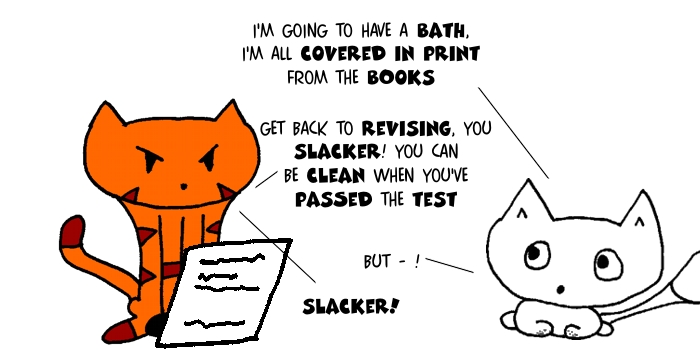 I'M GOING TO HAVE A BATH,
I'M ALL COVERED IN PRINT
FROM THE BOOKS
GET BACK TO REVISING, YOU
SLACKER! YOU CAN
BE CLEAN WHEN YOU'VE
PASSED THE TEST
BUT - !
SLACKER!